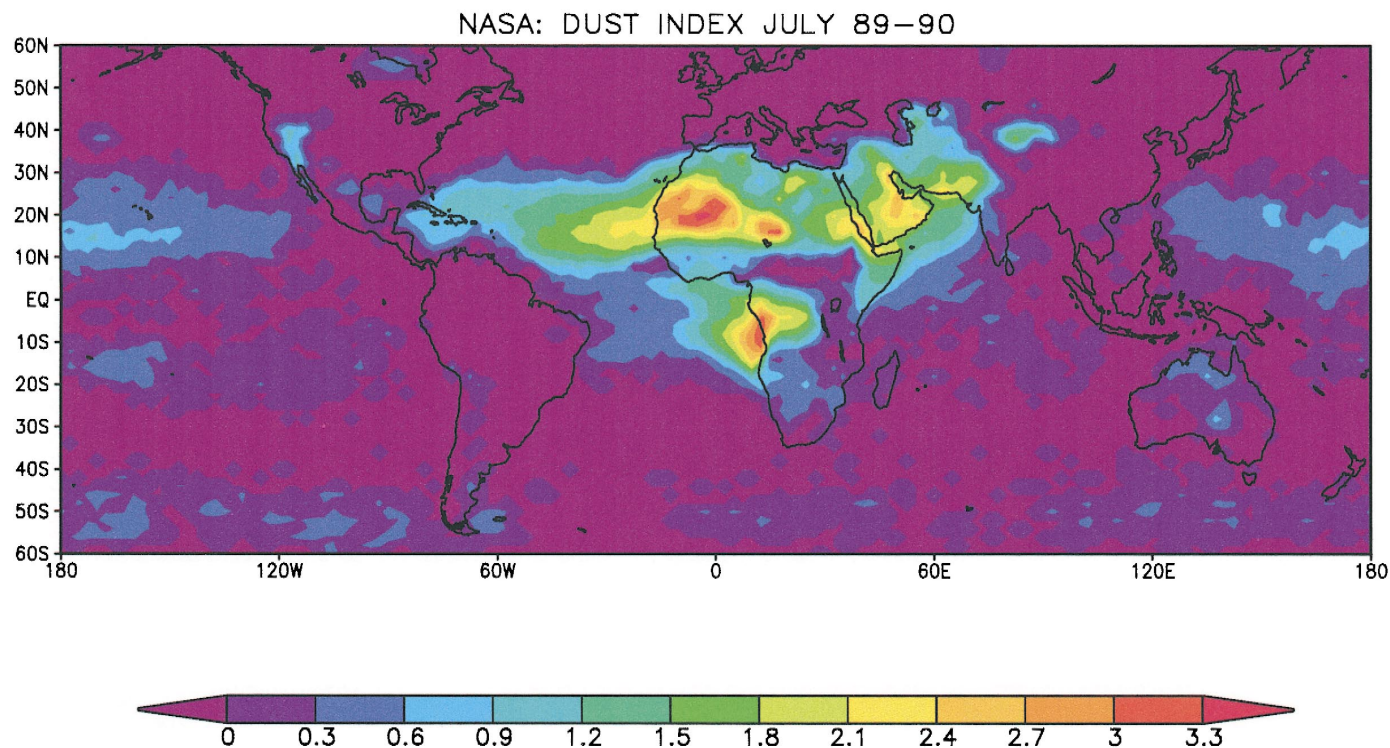 NASA: DUST INDEX JULY 89-90
60N
50N
40N
30N
20N
10N
EQ
10S
20S
30S
40S
50S
60S
180 120W 60W 0 60E 120E 180
0 0.3 0.6 0.9 1.2 1.5 1.8 2.1 2.4 2.7 3 3.3